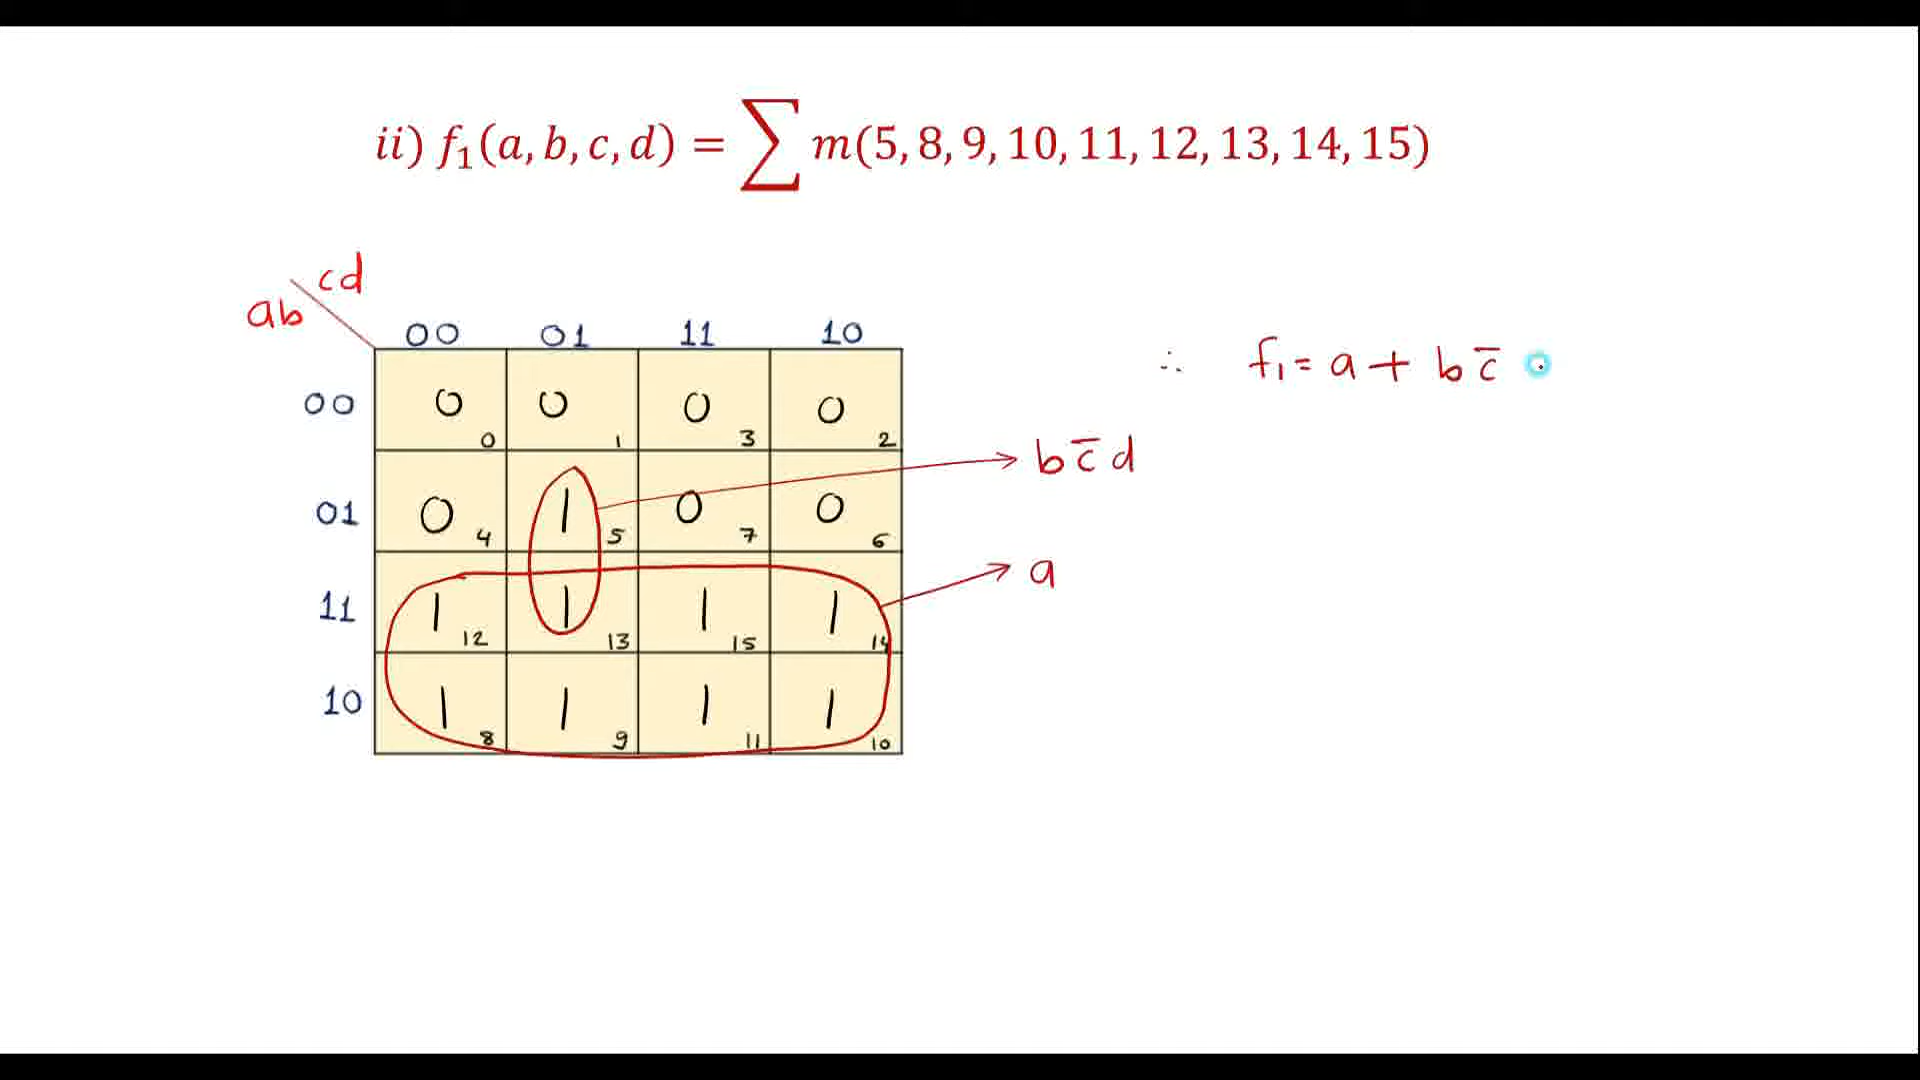 ii) f₁(a, b, c, d) = ∑ m(5, 8, 9, 10, 11, 12, 13, 14, 15)
cd
ab
00 01 11 10
00 0 0 0 0
0 1 3 2
01 0 1 0 0
4 5 7 6
11 1 1 1 1
12 13 15 14
10 1 1 1 1
8 9 11 10
b c̅ d
a
∴ f₁ = a + b c̅